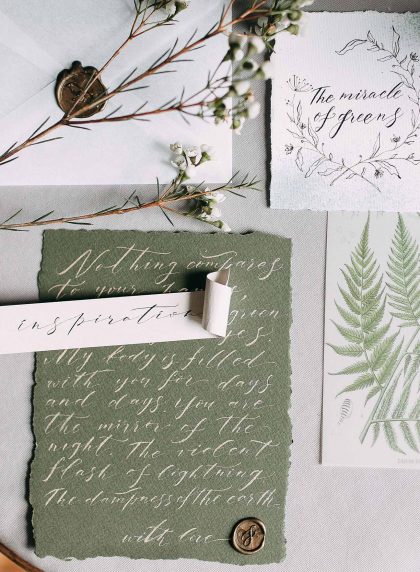 The miracle
of greens
Nothing compares
to your
inspiration
green
My body is filled
with you for days
and days. You are
the mirror of the
night. The violent
flash of lightning.
The dampness of the earth.
with love